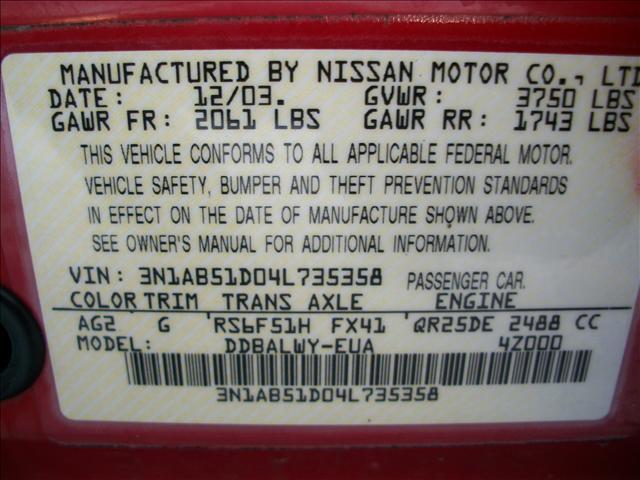 MANUFACTURED BY NISSAN MOTOR CO., LTD
DATE: 12/03. GVWR: 3750 LBS
GAWR FR: 2061 LBS GAWR RR: 1743 LBS
THIS VEHICLE CONFORMS TO ALL APPLICABLE FEDERAL MOTOR.
VEHICLE SAFETY, BUMPER AND THEFT PREVENTION STANDARDS
IN EFFECT ON THE DATE OF MANUFACTURE SHOWN ABOVE.
SEE OWNER'S MANUAL FOR ADDITIONAL INFORMATION.
VIN: 3N1AB51D04L735358 PASSENGER CAR.
COLOR TRIM TRANS AXLE ENGINE
AG2 G RS6F51H FX41 QR25DE 2488 CC
MODEL: DDBALWY-EUA 4Z000
3N1AB51D04L735358